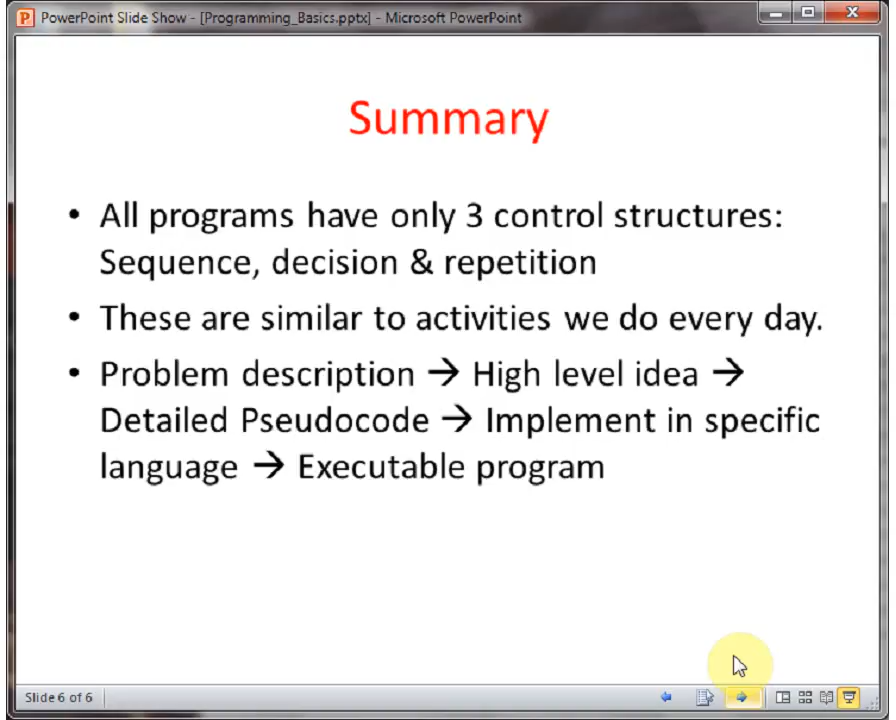 PowerPoint Slide Show - [Programming_Basics.pptx] - Microsoft PowerPoint
Summary
• All programs have only 3 control structures:
Sequence, decision & repetition
• These are similar to activities we do every day.
• Problem description → High level idea →
Detailed Pseudocode → Implement in specific
language → Executable program
Slide 6 of 6